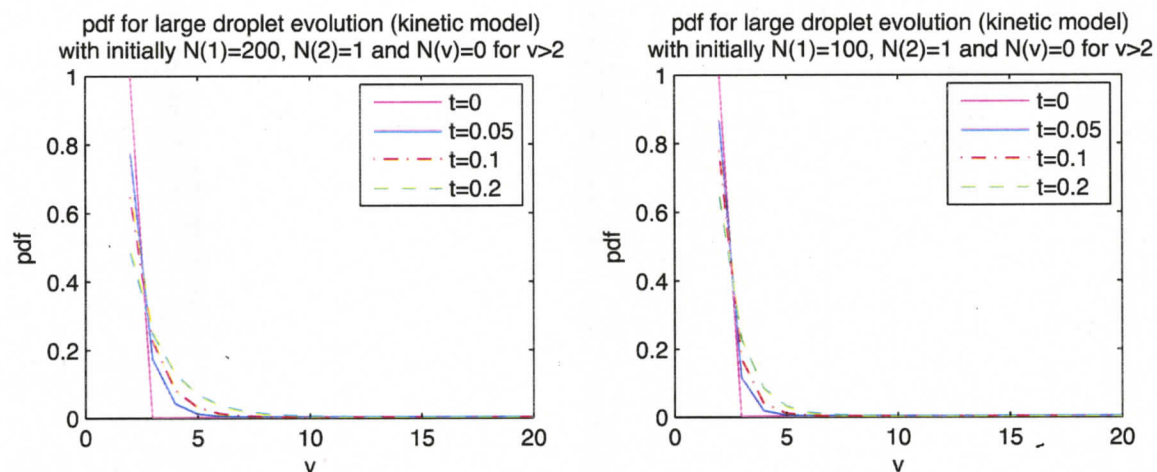 pdf for large droplet evolution (kinetic model)
with initially N(1)=200, N(2)=1 and N(v)=0 for v>2
1
0.8
0.6
0.4
0.2
0
pdf
0
5
10
15
20
v
t=0
t=0.05
t=0.1
t=0.2
pdf for large droplet evolution (kinetic model)
with initially N(1)=100, N(2)=1 and N(v)=0 for v>2
1
0.8
0.6
0.4
0.2
0
pdf
0
5
10
15
20
v
t=0
t=0.05
t=0.1
t=0.2